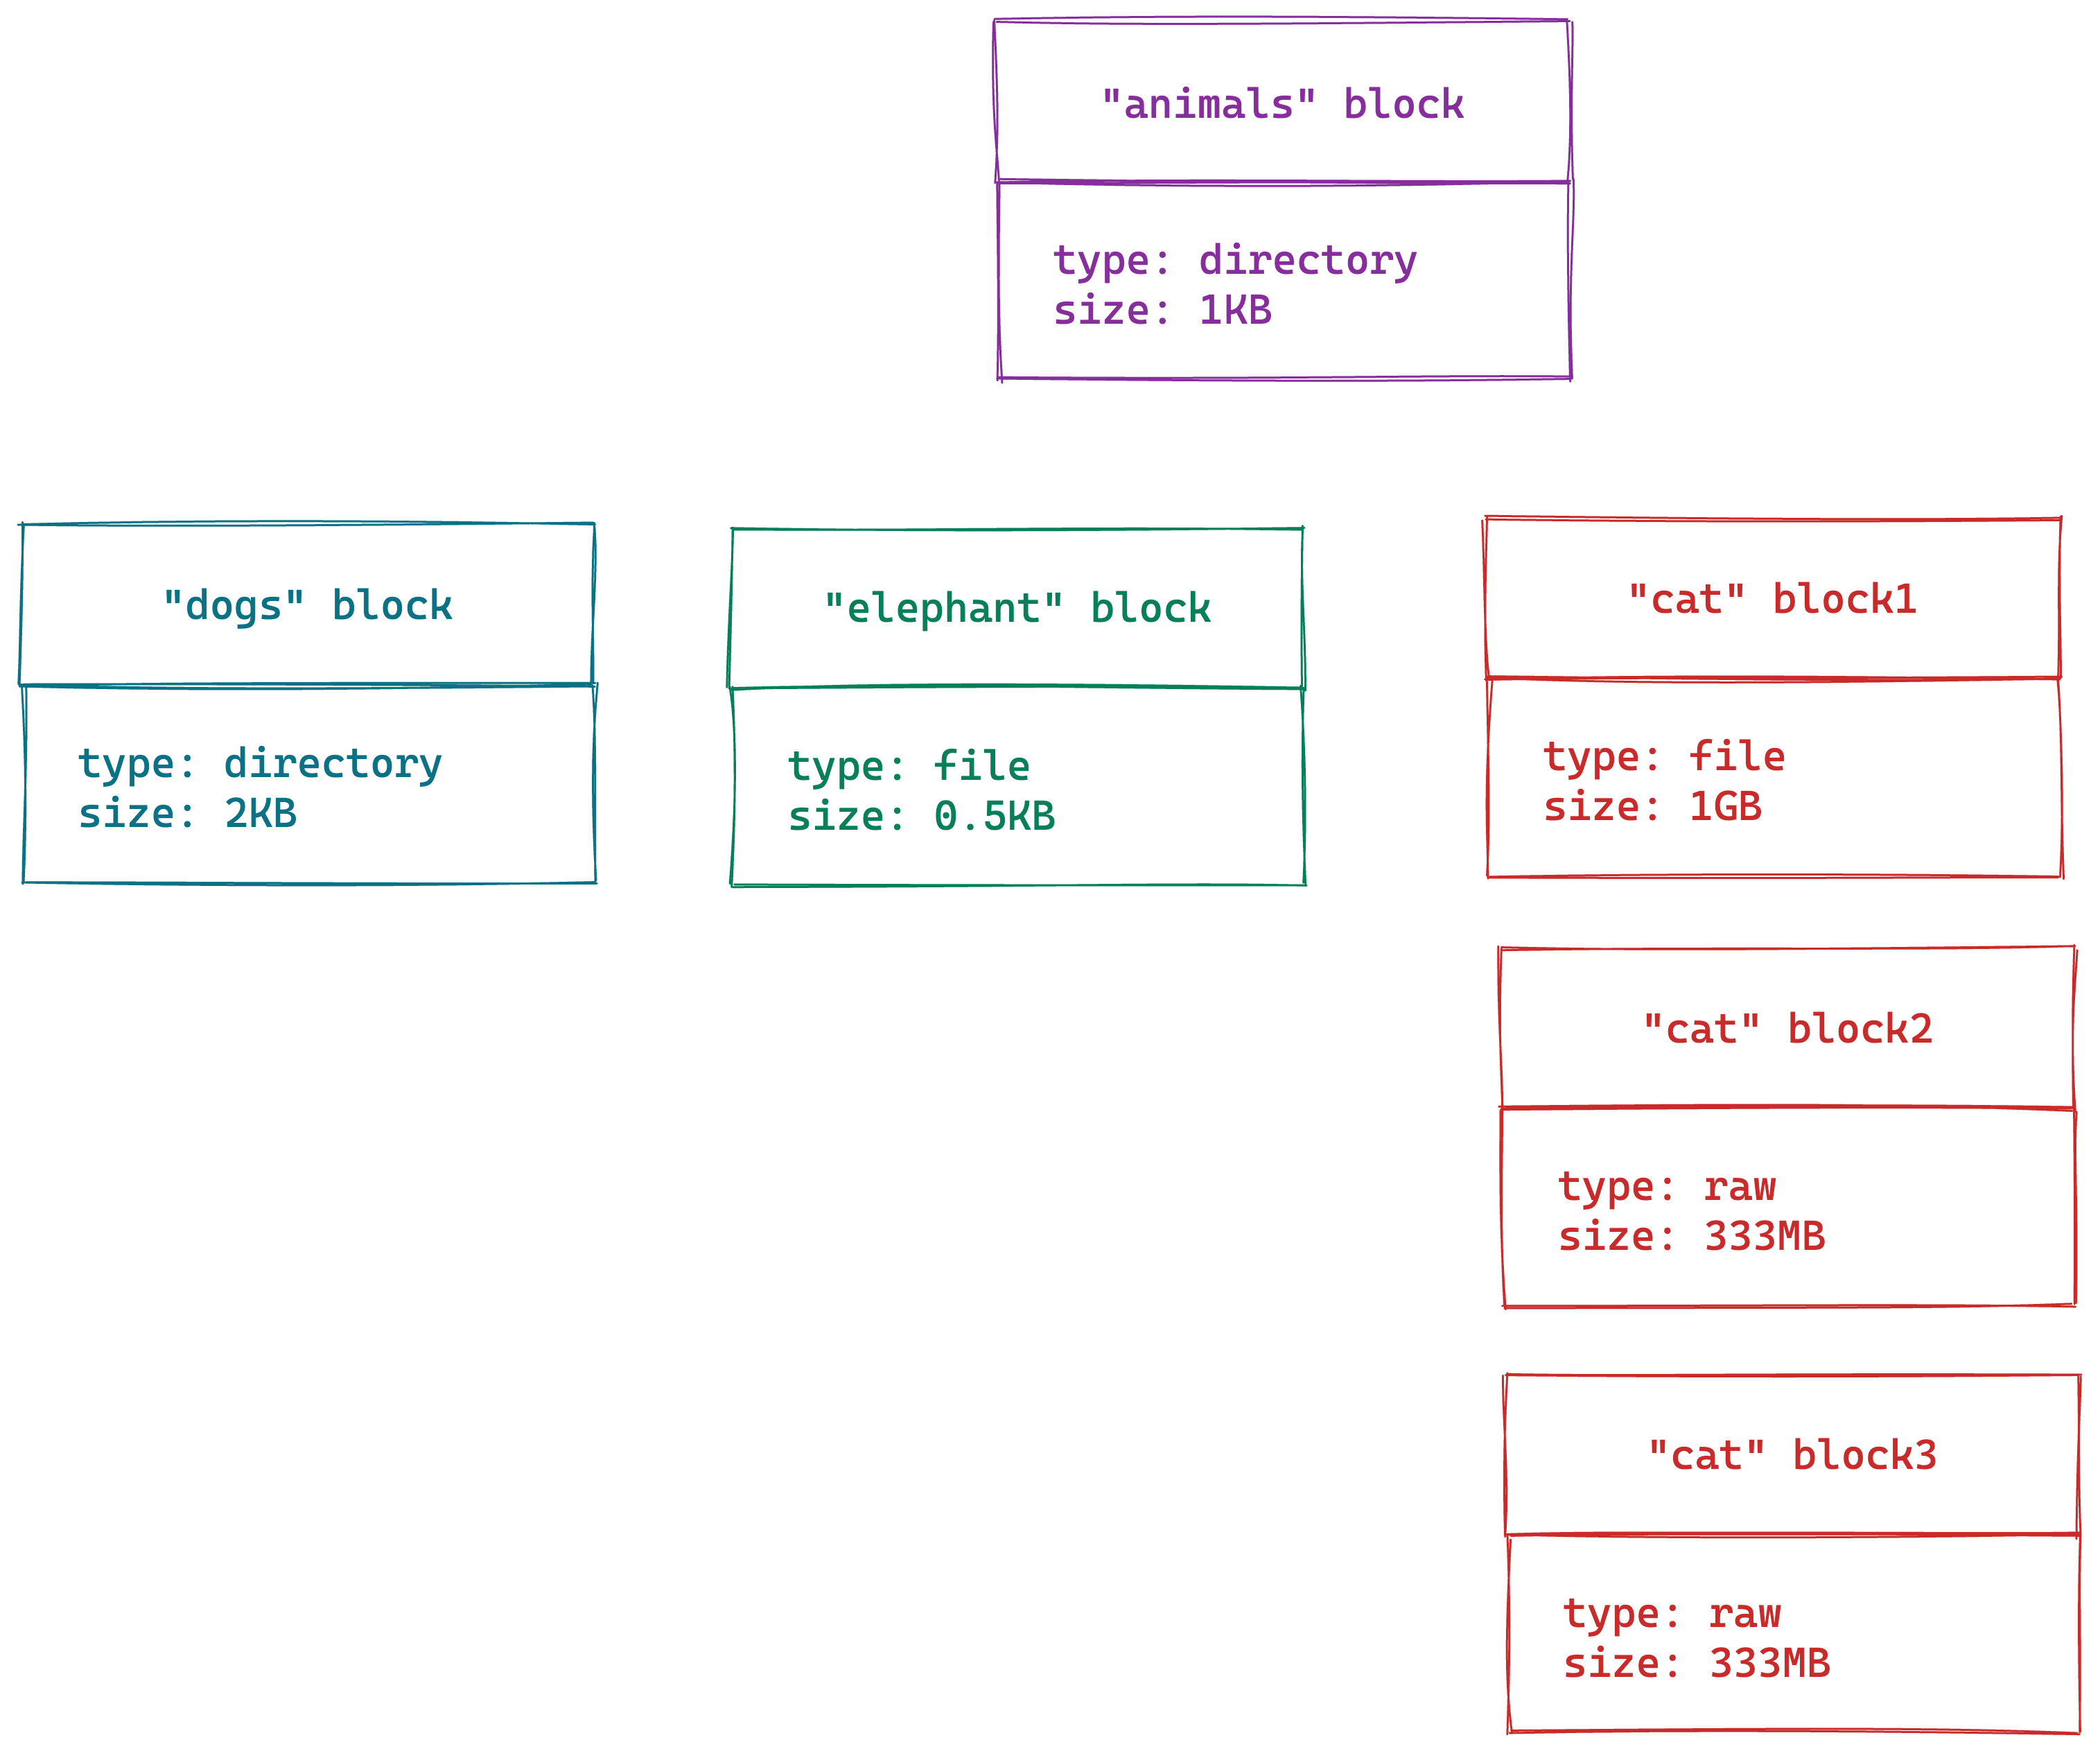 "animals" block
type: directory
size: 1KB
"dogs" block
type: directory
size: 2KB
"elephant" block
type: file
size: 0.5KB
"cat" block1
type: file
size: 1GB
"cat" block2
type: raw
size: 333MB
"cat" block3
type: raw
size: 333MB